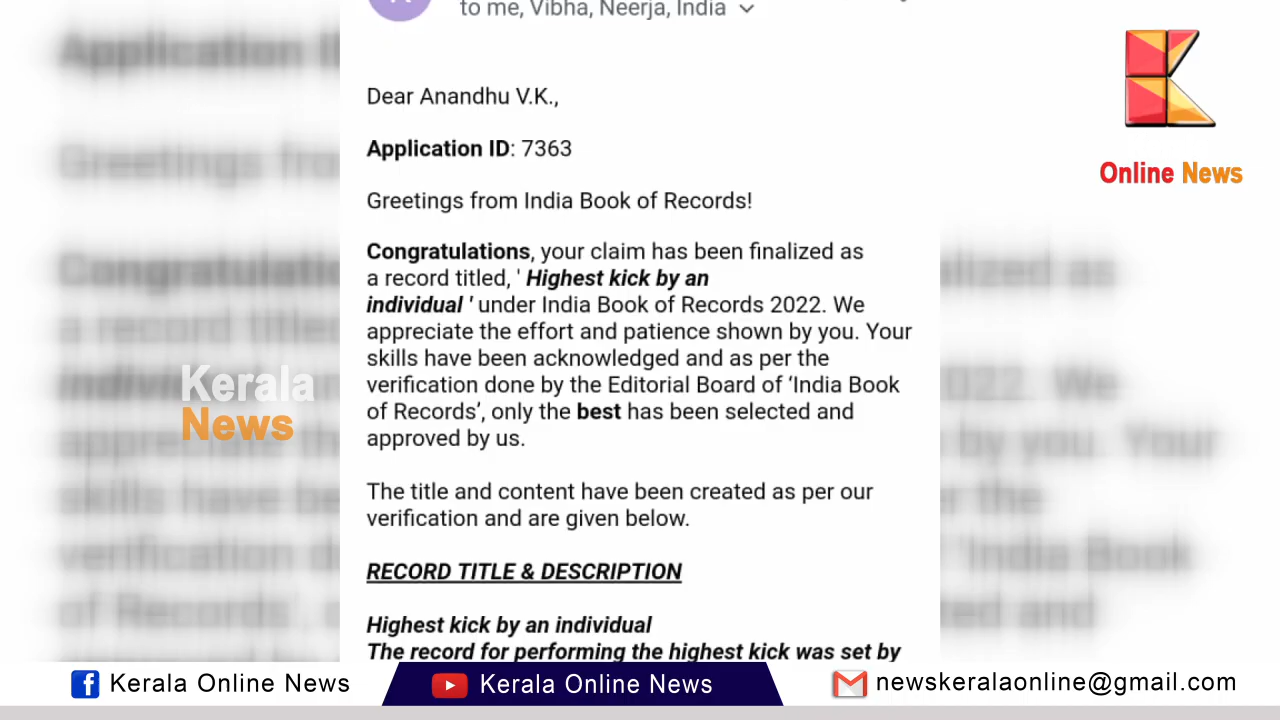 to me, Vibha, Neerja, India
Dear Anandhu V.K.,
Application ID: 7363
Greetings from India Book of Records!
Congratulations, your claim has been finalized as
a record titled, ' Highest kick by an
individual ' under India Book of Records 2022. We
appreciate the effort and patience shown by you. Your
skills have been acknowledged and as per the
verification done by the Editorial Board of ‘India Book
of Records’, only the best has been selected and
approved by us.
The title and content have been created as per our
verification and are given below.
RECORD TITLE & DESCRIPTION
Highest kick by an individual
The record for performing the highest kick was set by
Online News
Kerala
News
Kerala Online News
Kerala Online News
newskeralaonline@gmail.com